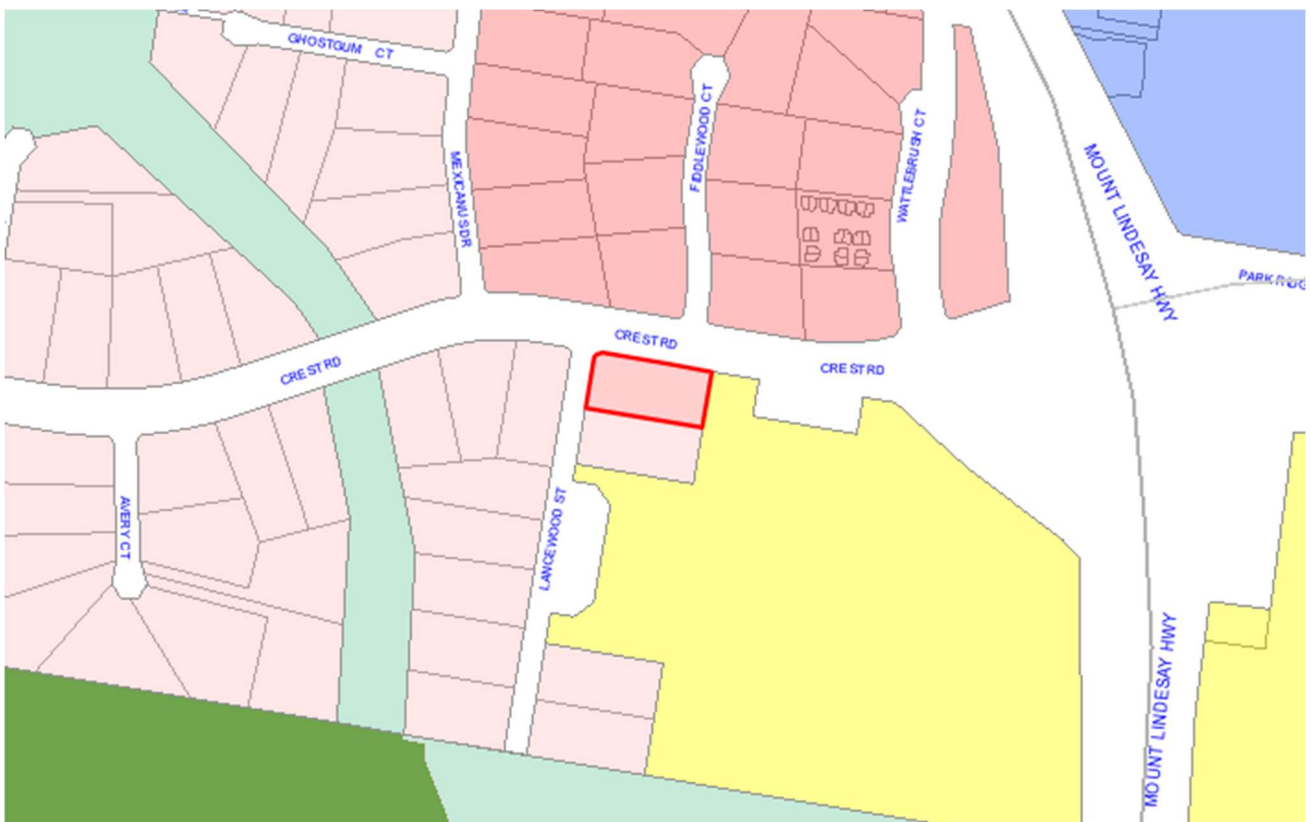 GHOSTGUM CT
FIDDLEWOOD CT
WATTLEBRUSH CT
MEXICANUS DR
MOUNT LINDESAY HWY
PARK RIDG
CREST RD
CREST RD
CREST RD
AVERY CT
LANCEWOOD ST
MOUNT LINDESAY HWY